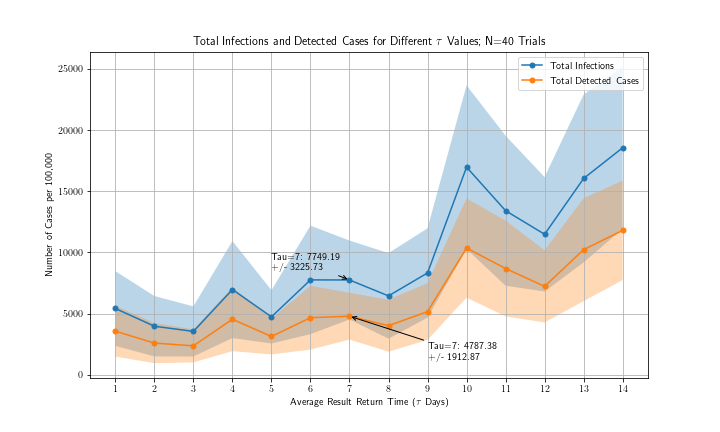 Total Infections and Detected Cases for Different τ Values; N=40 Trials
Total Infections
Total Detected Cases
Number of Cases per 100,000
25000
20000
15000
10000
5000
0
Tau=7: 7749.19
+/- 3225.73
Tau=7: 4787.38
+/- 1912.87
1 2 3 4 5 6 7 8 9 10 11 12 13 14
Average Result Return Time (τ Days)